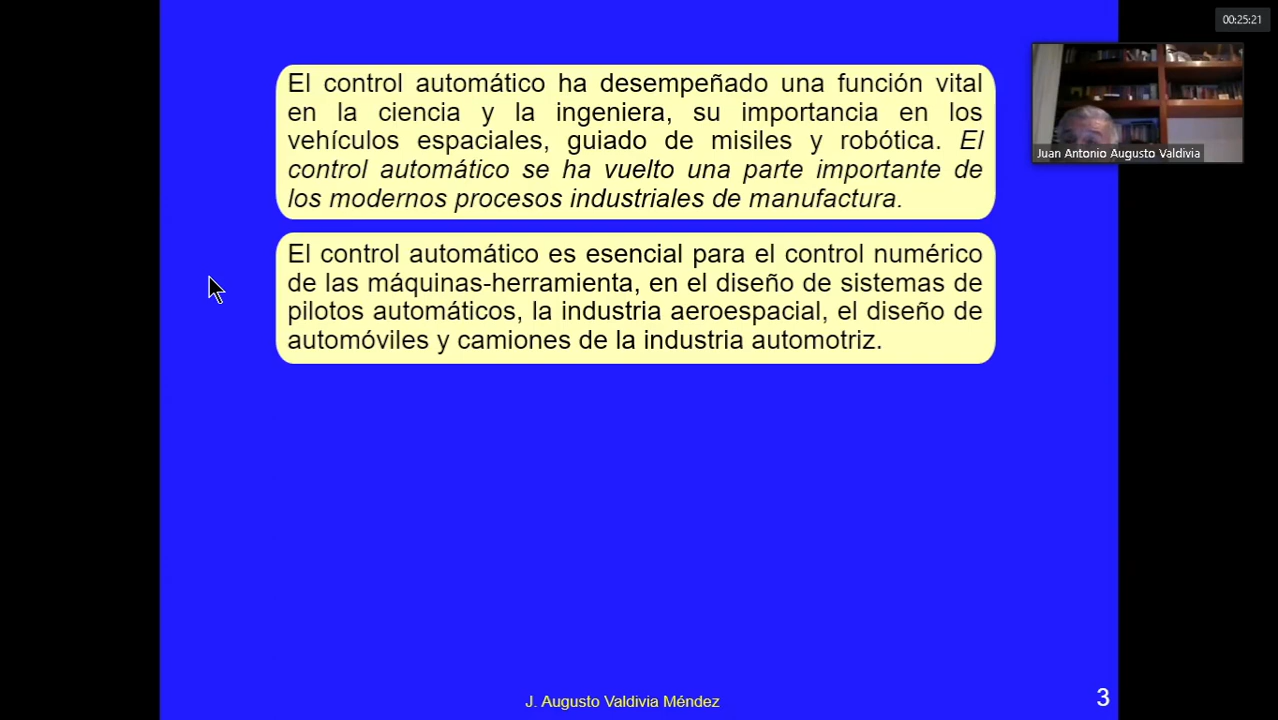 00:25:21
El control automático ha desempeñado una función vital
en la ciencia y la ingeniera, su importancia en los
vehículos espaciales, guiado de misiles y robótica. El
control automático se ha vuelto una parte importante de
los modernos procesos industriales de manufactura.
Juan Antonio Augusto Valdivia
El control automático es esencial para el control numérico
de las máquinas-herramienta, en el diseño de sistemas de
pilotos automáticos, la industria aeroespacial, el diseño de
automóviles y camiones de la industria automotriz.
J. Augusto Valdivia Méndez
3